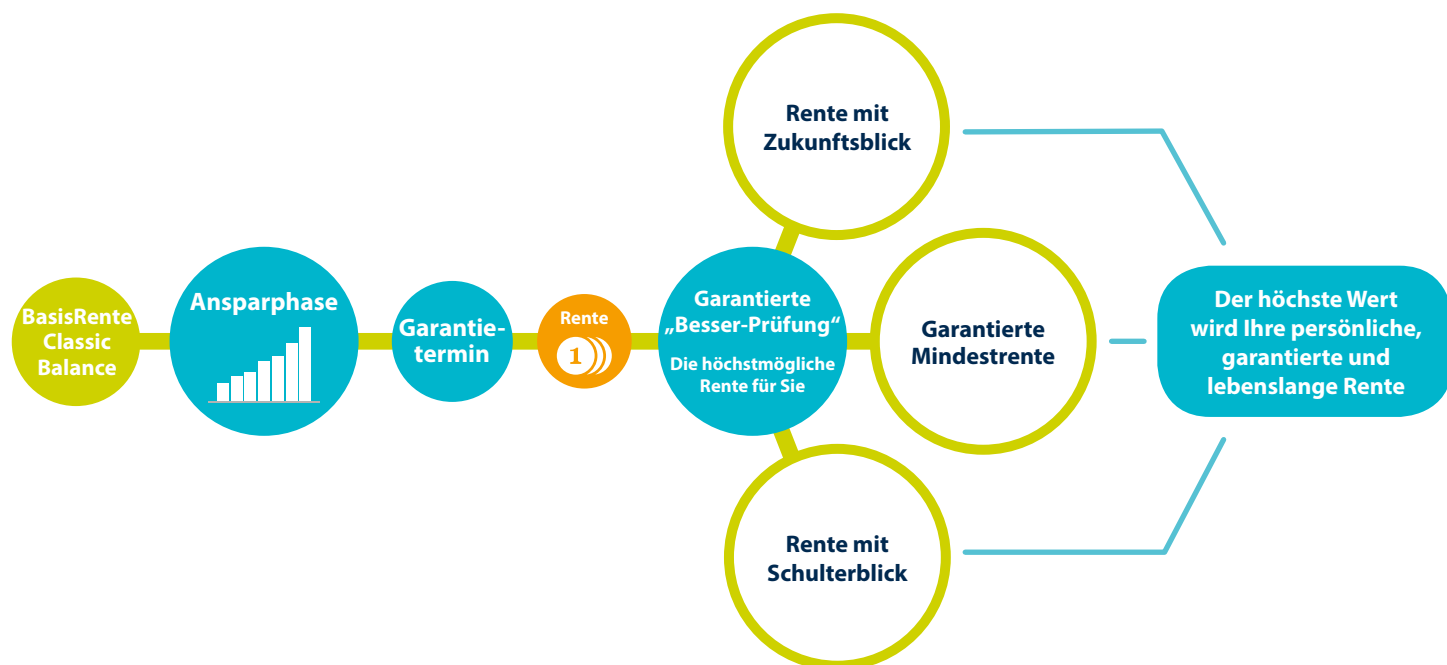 BasisRente
Classic
Balance
Ansparphase
Garantie-
termin
Rente
1
Garantierte
„Besser-Prüfung“
Die höchstmögliche
Rente für Sie
Rente mit
Zukunftsblick
Garantierte
Mindestrente
Rente mit
Schulterblick
Der höchste Wert
wird Ihre persönliche,
garantierte und
lebenslange Rente